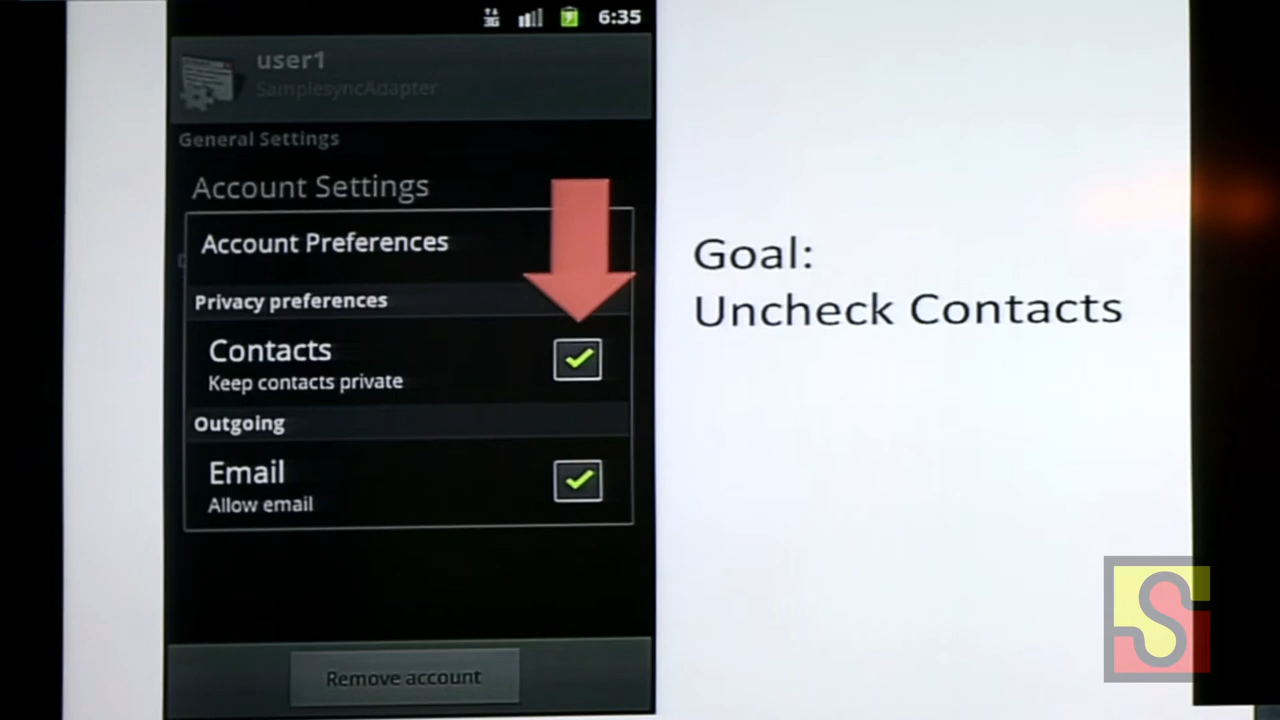 3G 6:35
user1
SamplesyncAdapter
General Settings
Account Settings
Account Preferences
Privacy preferences
Contacts
Keep contacts private
Outgoing
Email
Allow email
Remove account
Goal:
Uncheck Contacts